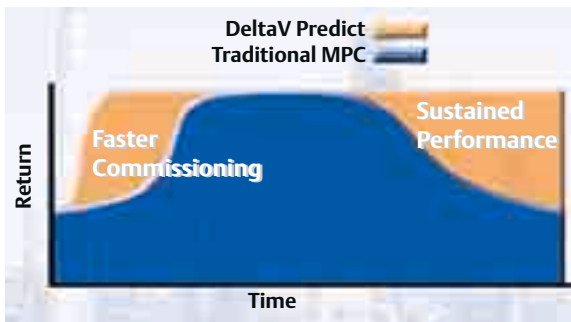 DeltaV Predict
Traditional MPC
Faster
Commissioning
Sustained
Performance
Return
Time